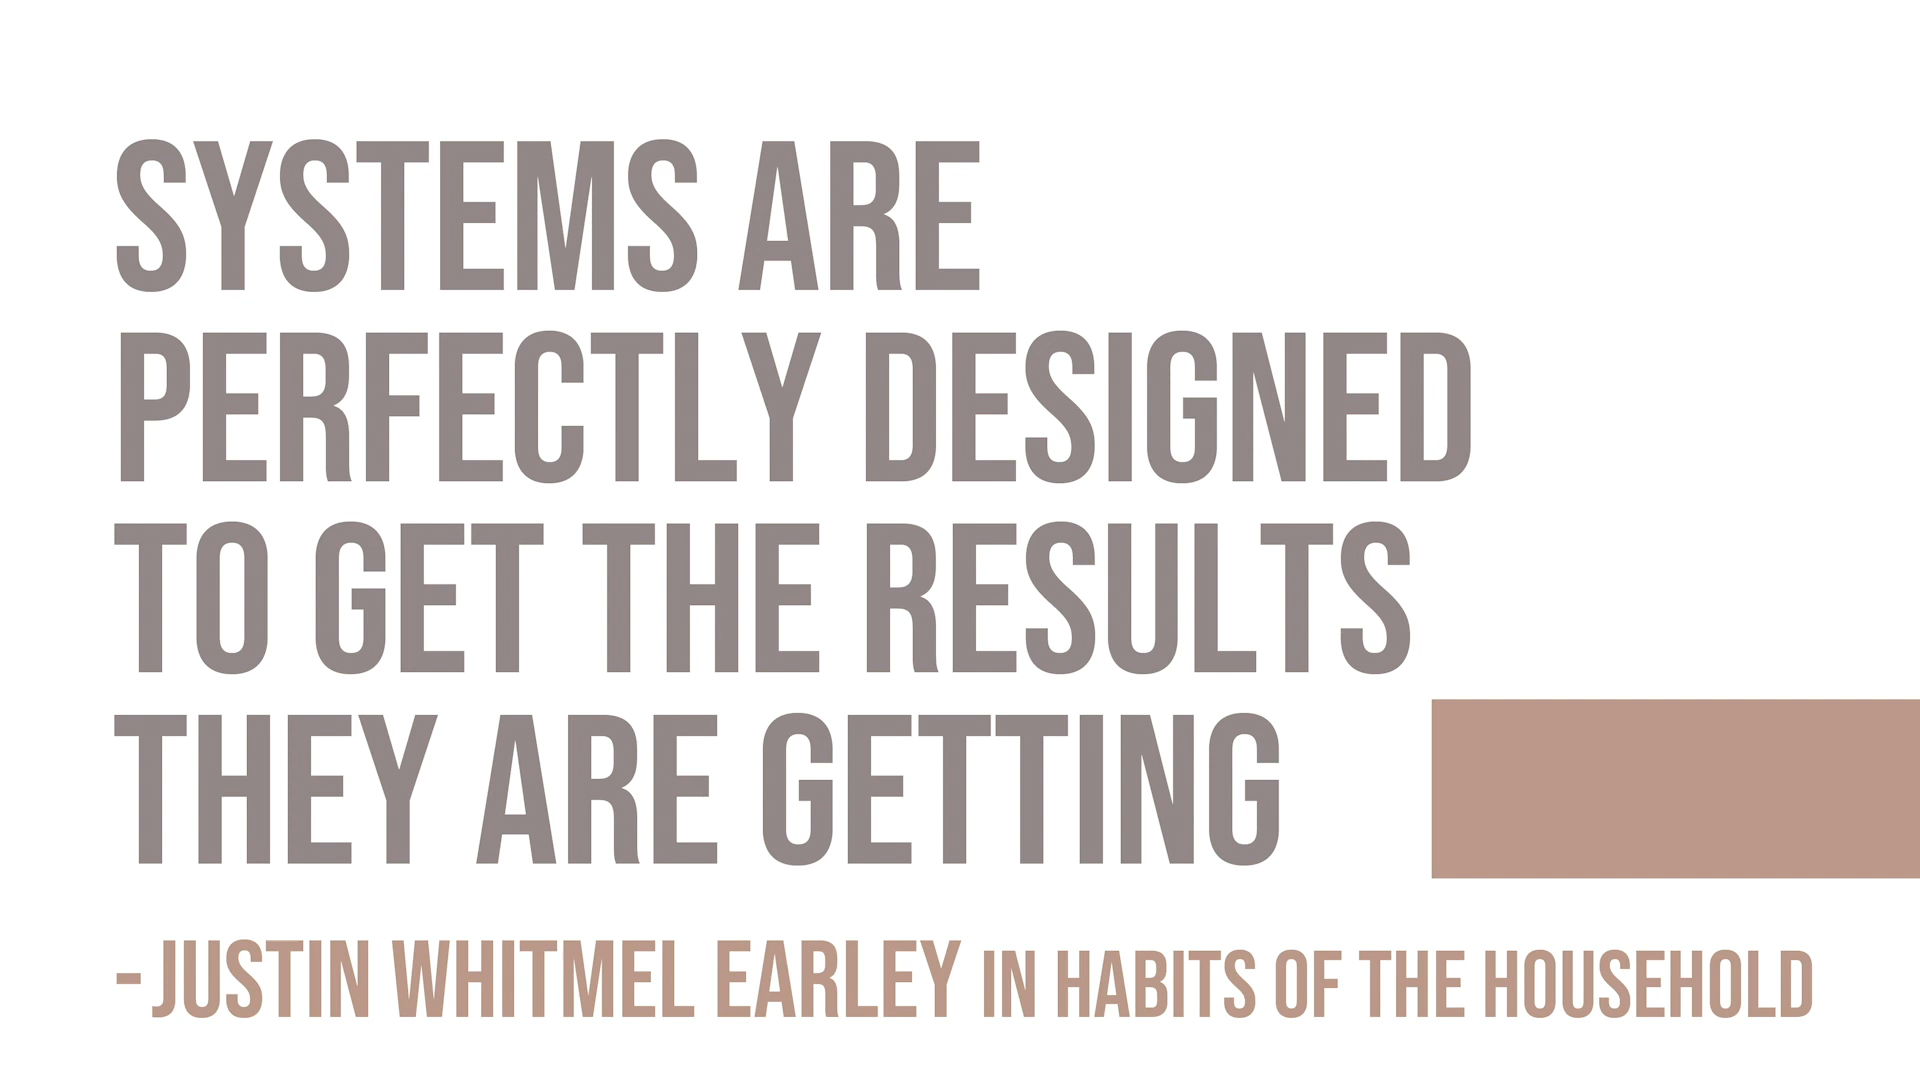 SYSTEMS ARE
PERFECTLY DESIGNED
TO GET THE RESULTS
THEY ARE GETTING
- JUSTIN WHITMEL EARLEY IN HABITS OF THE HOUSEHOLD